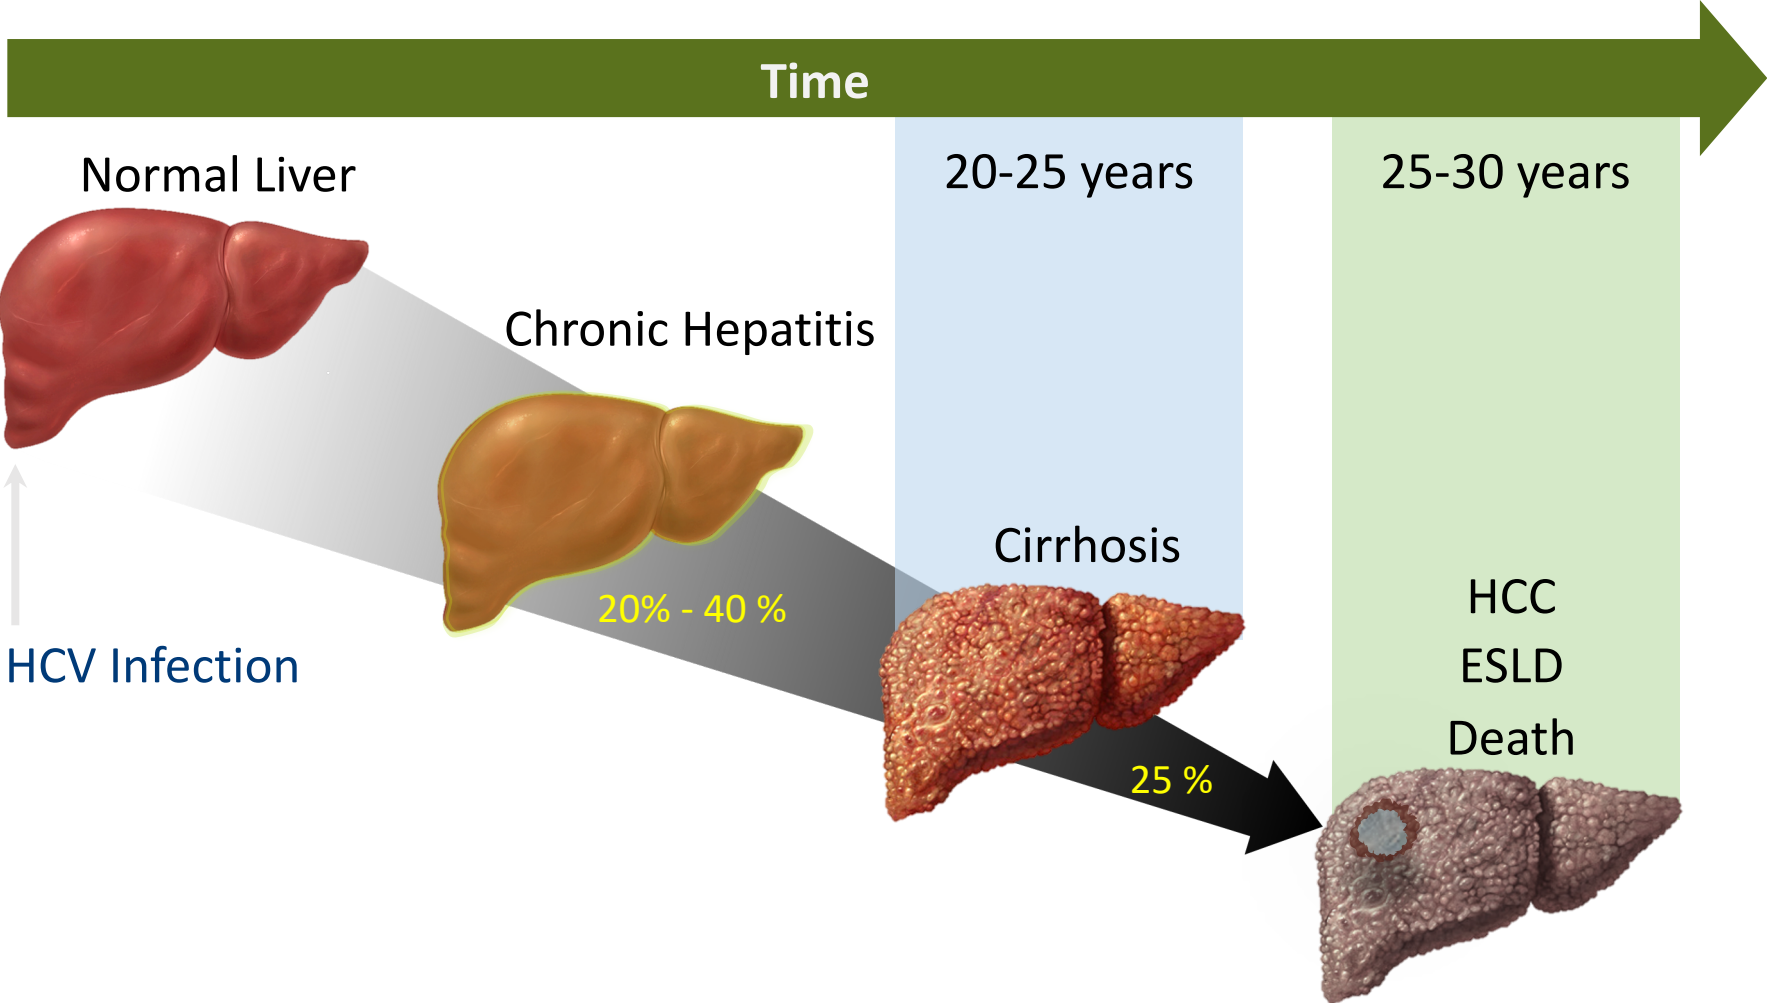 Time
Normal Liver
20-25 years
25-30 years
Chronic Hepatitis
Cirrhosis
HCC
ESLD
Death
20% - 40 %
HCV Infection
25 %